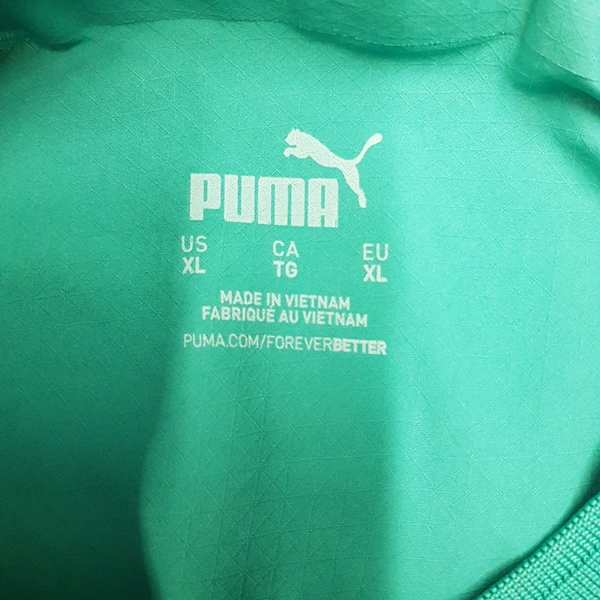 PUMA
US CA EU
XL TG XL
MADE IN VIETNAM
FABRIQUÉ AU VIETNAM
PUMA.COM/FOREVERBETTER